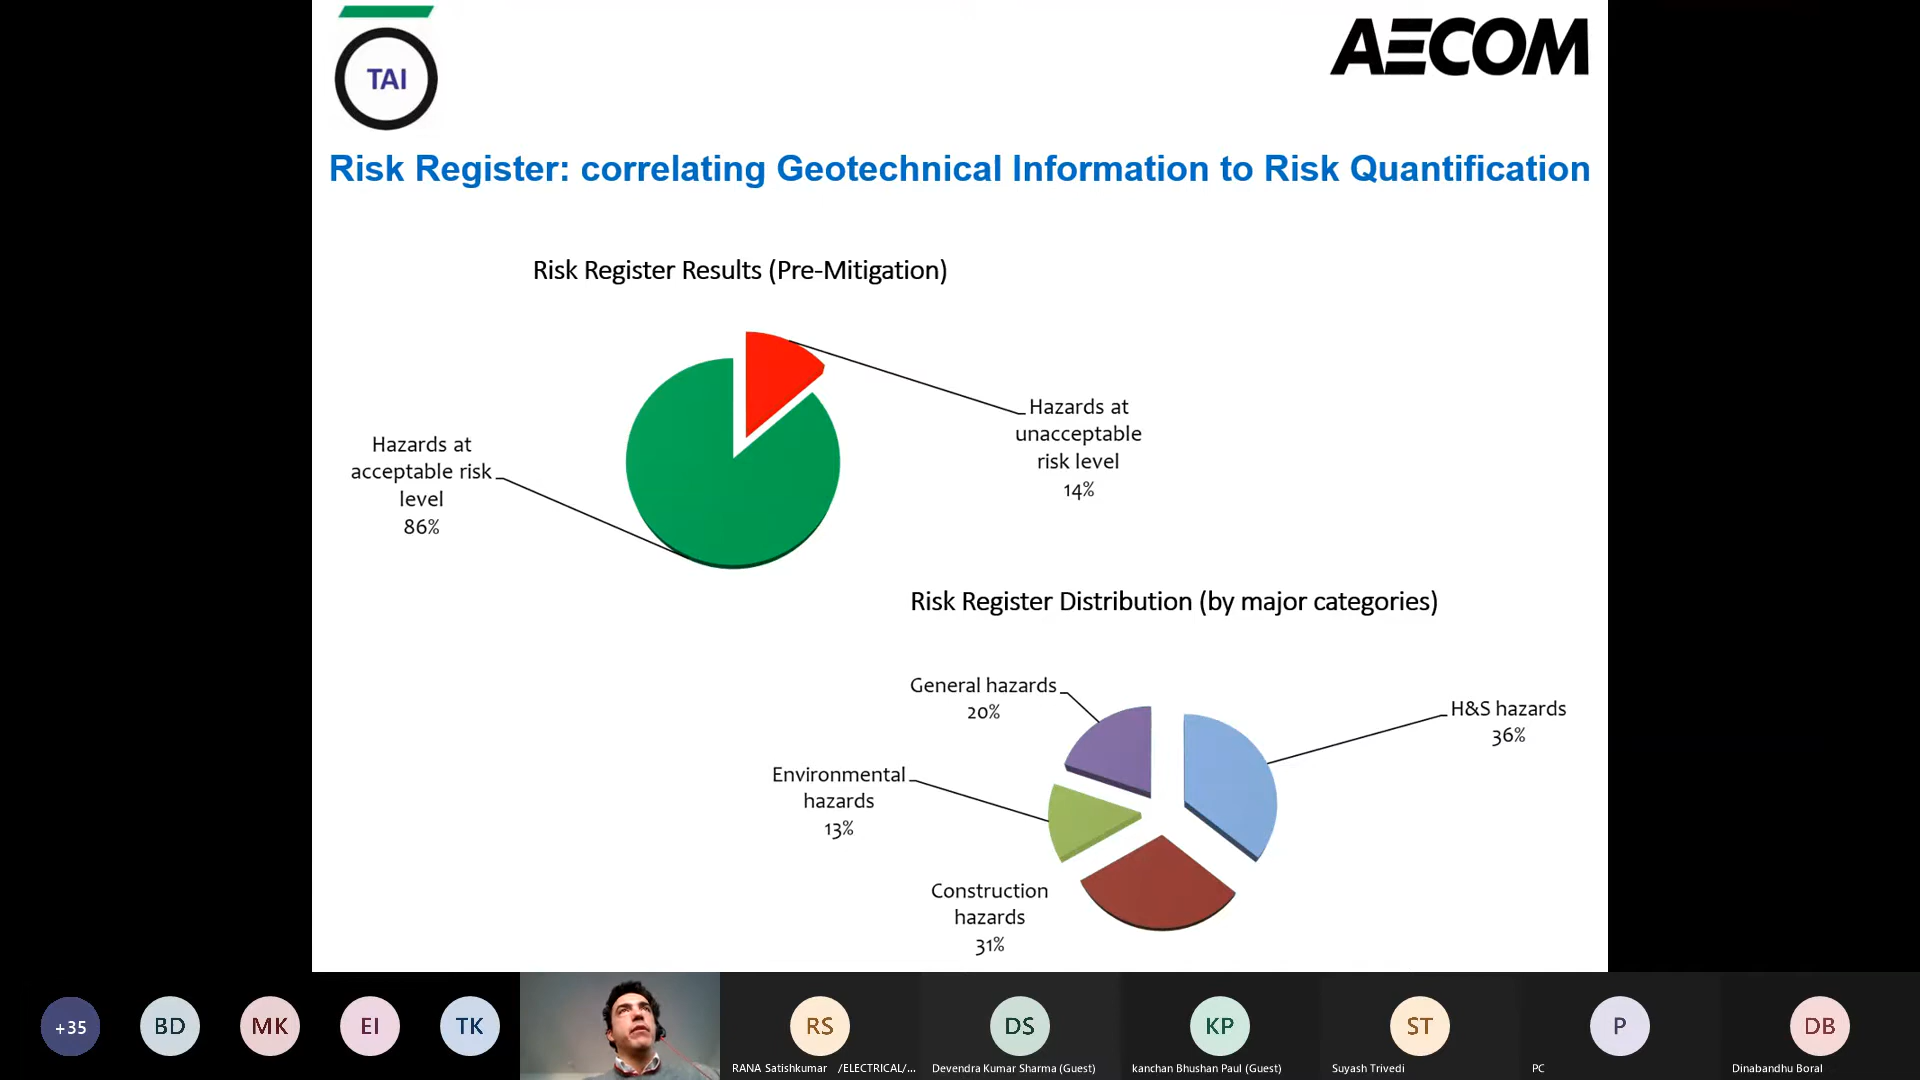 TAI
AECOM
Risk Register: correlating Geotechnical Information to Risk Quantification
Risk Register Results (Pre-Mitigation)
Hazards at
unacceptable
risk level
14%
Hazards at
acceptable risk
level
86%
Risk Register Distribution (by major categories)
General hazards
20%
H&S hazards
36%
Environmental
hazards
13%
Construction
hazards
31%
+35
BD
MK
EI
TK
RS
DS
KP
ST
P
DB
RANA Satishkumar /ELECTRICAL/...
Devendra Kumar Sharma (Guest)
kanchan Bhushan Paul (Guest)
Suyash Trivedi
PC
Dinabandhu Boral